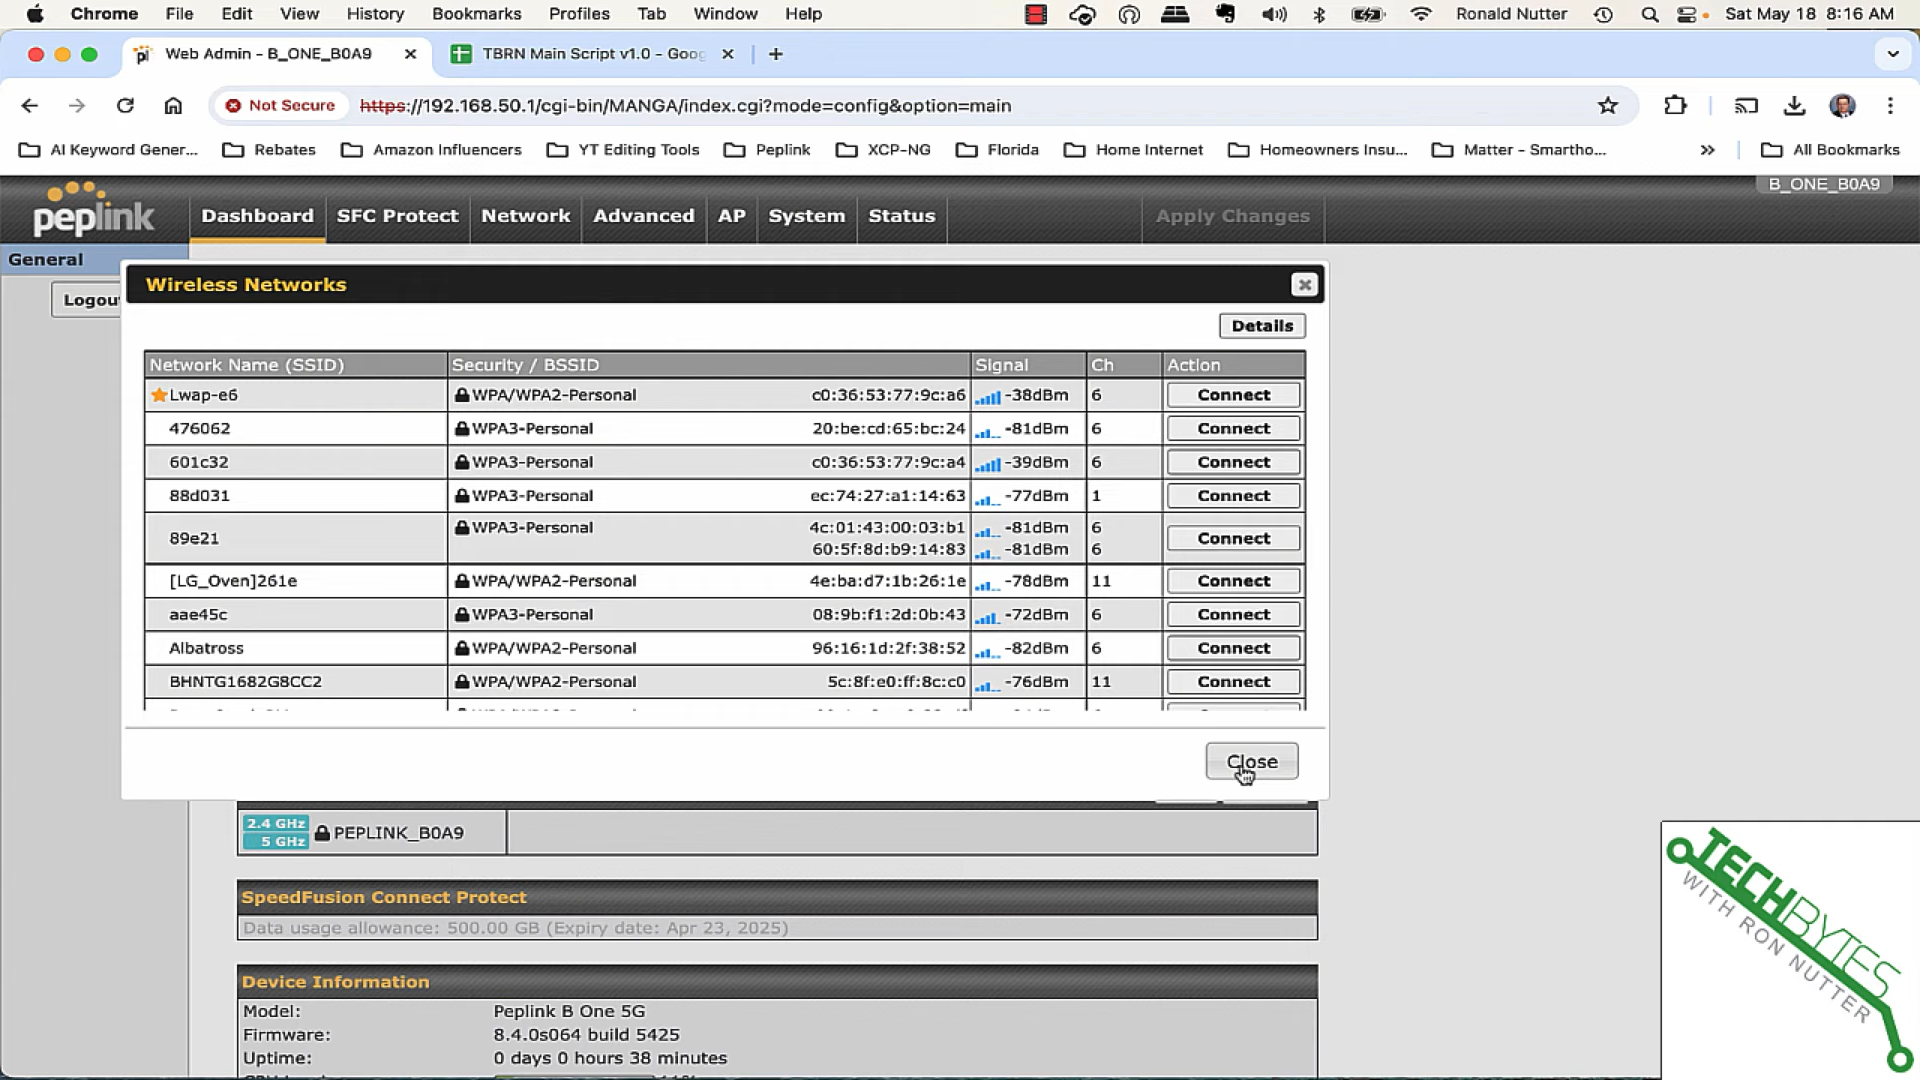 Chrome File Edit View History Bookmarks Profiles Tab Window Help Ronald Nutter Sat May 18 8:16 AM
Web Admin - B_ONE_B0A9 TBRN Main Script v1.0 - Goog
Not Secure https://192.168.50.1/cgi-bin/MANGA/index.cgi?mode=config&option=main
AI Keyword Gener... Rebates Amazon Influencers YT Editing Tools Peplink XCP-NG Florida Home Internet Homeowners Insu... Matter - Smartho... » All Bookmarks
B_ONE_B0A9
peplink Dashboard SFC Protect Network Advanced AP System Status Apply Changes
General
Logou
Wireless Networks
Details
Network Name (SSID) Security / BSSID Signal Ch Action
Lwap-e6 WPA/WPA2-Personal c0:36:53:77:9c:a6 -38dBm 6 Connect
476062 WPA3-Personal 20:be:cd:65:bc:24 -81dBm 6 Connect
601c32 WPA3-Personal c0:36:53:77:9c:a4 -39dBm 6 Connect
88d031 WPA3-Personal ec:74:27:a1:14:63 -77dBm 1 Connect
89e21 WPA3-Personal 4c:01:43:00:03:b1 -81dBm 6 Connect
60:5f:8d:b9:14:83 -81dBm 6
[LG_Oven]261e WPA/WPA2-Personal 4e:ba:d7:1b:26:1e -78dBm 11 Connect
aae45c WPA3-Personal 08:9b:f1:2d:0b:43 -72dBm 6 Connect
Albatross WPA/WPA2-Personal 96:16:1d:2f:38:52 -82dBm 6 Connect
BHNTG1682G8CC2 WPA/WPA2-Personal 5c:8f:e0:ff:8c:c0 -76dBm 11 Connect
Close
2.4 GHz
5 GHz PEPLINK_B0A9
SpeedFusion Connect Protect
Data usage allowance: 500.00 GB (Expiry date: Apr 23, 2025)
Device Information
Model: Peplink B One 5G
Firmware: 8.4.0s064 build 5425
Uptime: 0 days 0 hours 38 minutes
TECHBYTES
WITH RON NUTTER